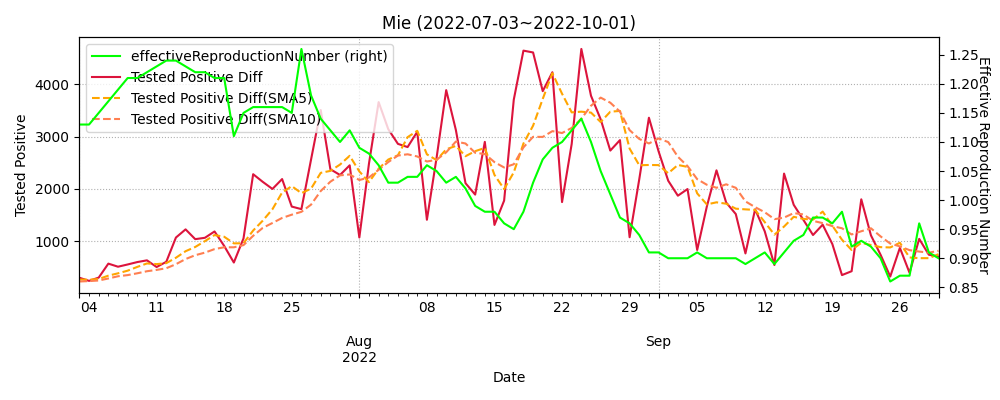 Mie (2022-07-03~2022-10-01)
effectiveReproductionNumber (right)
Tested Positive Diff
Tested Positive Diff(SMA5)
Tested Positive Diff(SMA10)
4000
3000
2000
1000
Tested Positive
1.25
1.20
1.15
1.10
1.05
1.00
0.95
0.90
0.85
Effective Reproduction Number
04 11 18 25 08 15 22 29 05 12 19 26
Aug Sep
2022
Date